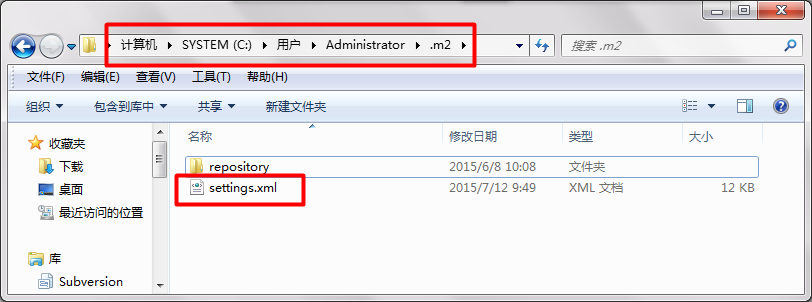 计算机 SYSTEM (C:) 用户 Administrator .m2 搜索 .m2
文件(F) 编辑(E) 查看(V) 工具(T) 帮助(H)
组织 包含到库中 共享 新建文件夹
收藏夹
下载
桌面
最近访问的位置
库
Subversion
名称 修改日期 类型 大小
repository 2015/6/8 10:08 文件夹
settings.xml 2015/7/12 9:49 XML 文档 12 KB